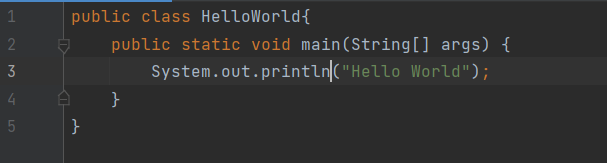 1 public class HelloWorld{
2     public static void main(String[] args) {
3         System.out.println("Hello World");
4     }
5 }